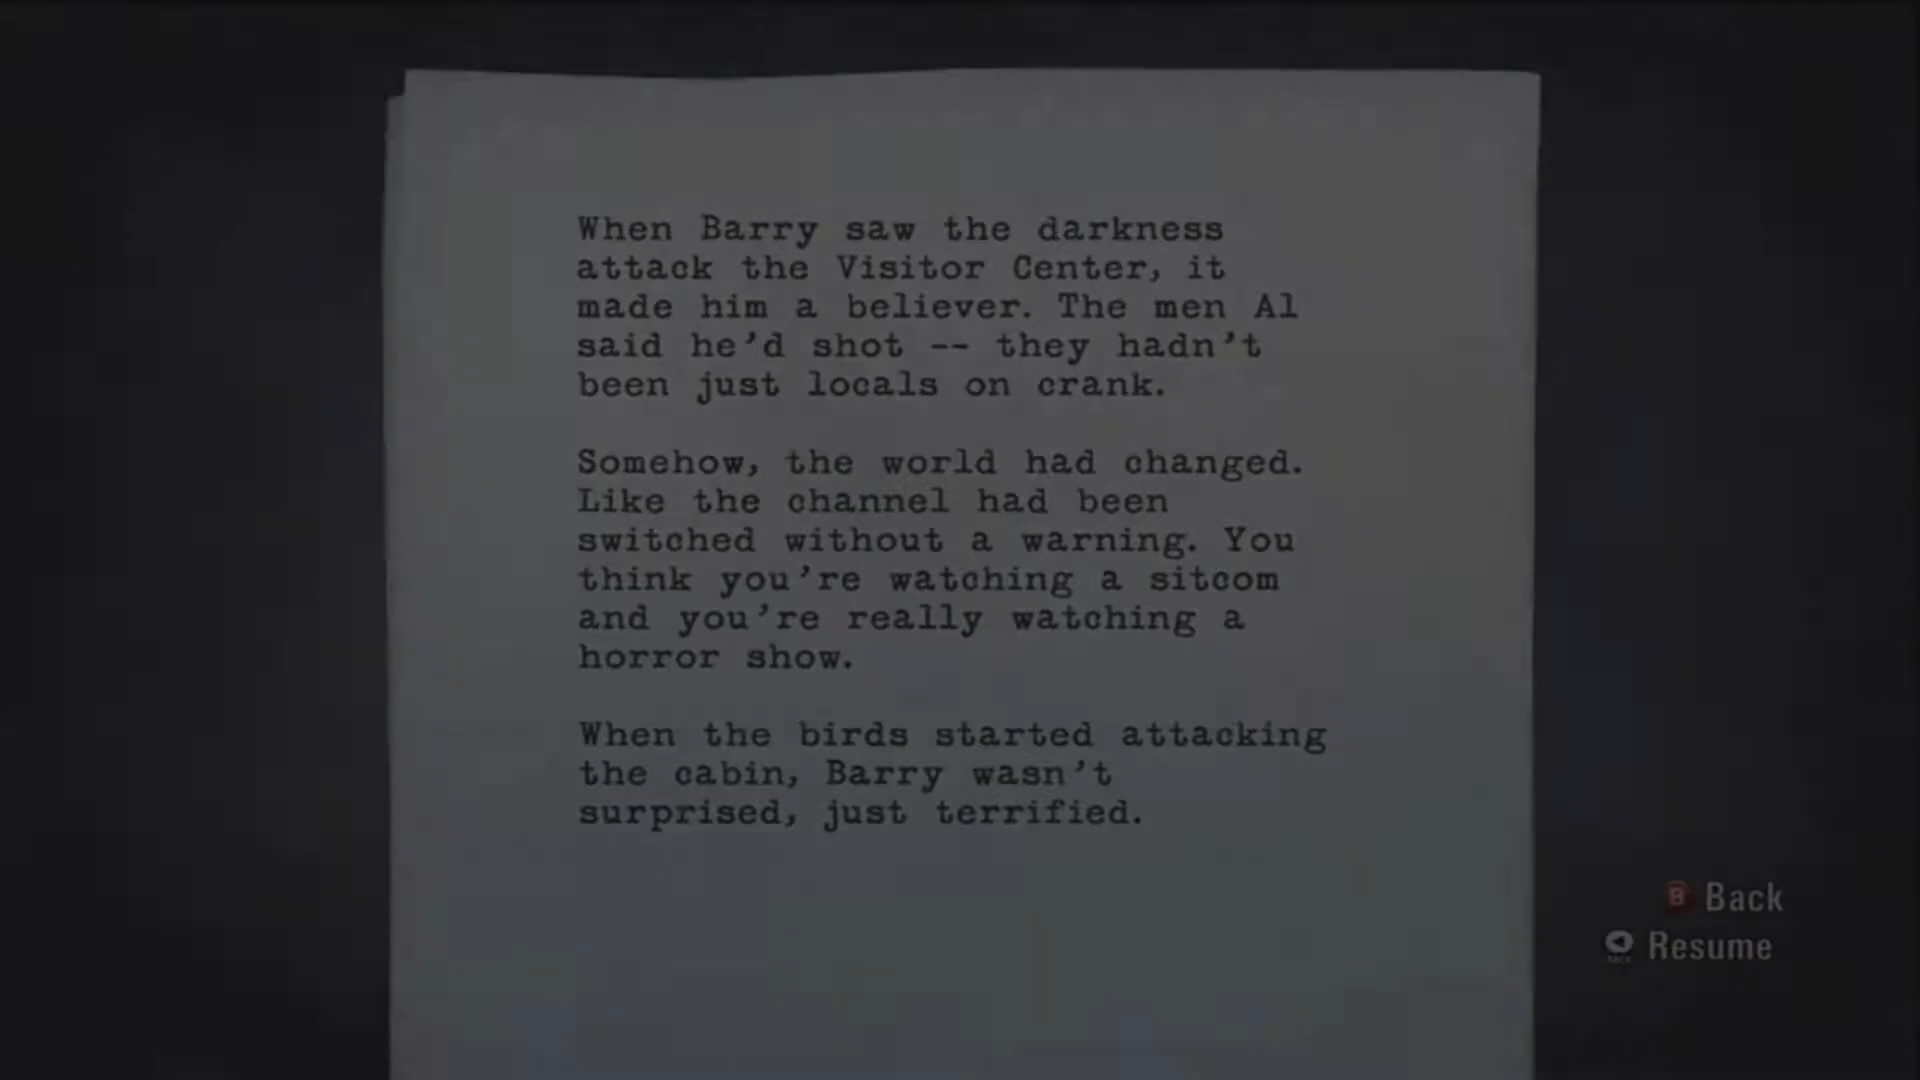 When Barry saw the darkness
attack the Visitor Center, it
made him a believer. The men Al
said he'd shot -- they hadn't
been just locals on crank.
Somehow, the world had changed.
Like the channel had been
switched without a warning. You
think you're watching a sitcom
and you're really watching a
horror show.
When the birds started attacking
the cabin, Barry wasn't
surprised, just terrified.
B Back
Resume